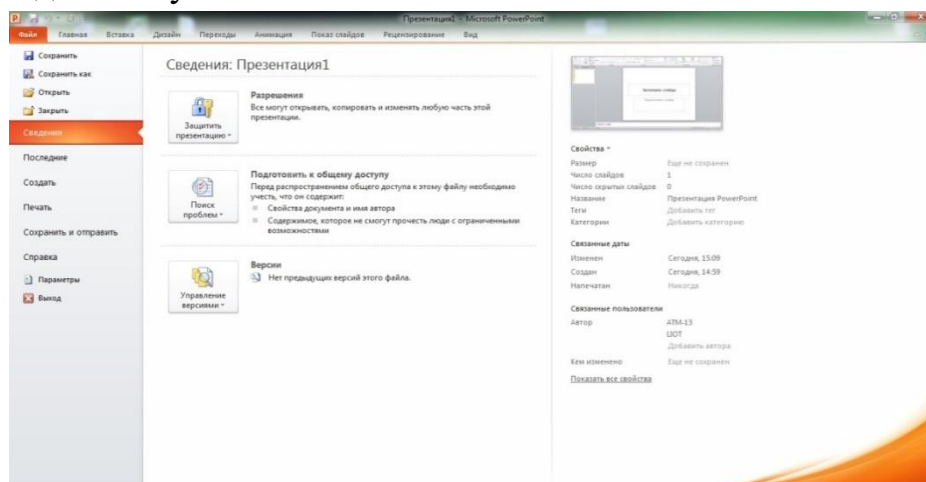 Презентация1 - Microsoft PowerPoint
Файл Главная Вставка Дизайн Переходы Анимация Показ слайдов Рецензирование Вид
Сохранить
Сохранить как
Открыть
Закрыть
Сведения
Последние
Создать
Печать
Сохранить и отправить
Справка
Параметры
Выход
Сведения: Презентация1
Защитить
презентацию
Разрешения
Все могут открывать, копировать и изменять любую часть этой
презентации.
Поиск
проблем
Подготовить к общему доступу
Перед распространением общего доступа к этому файлу необходимо
учесть, что он содержит:
Свойства документа и имя автора
Содержимое, которое не смогут прочесть люди с ограниченными
возможностями
Управление
версиями
Версии
Нет предыдущих версий этого файла.
Свойства
Размер Еще не сохранен
Число слайдов 1
Число скрытых слайдов 0
Название Презентация PowerPoint
Теги Добавить тег
Категории Добавить категорию
Связанные даты
Изменен Сегодня, 15:09
Создан Сегодня, 14:59
Напечатан Никогда
Связанные пользователи
Автор ATM-13
ЦОТ
Добавить автора
Кем изменено Еще не сохранен
Показать все свойства